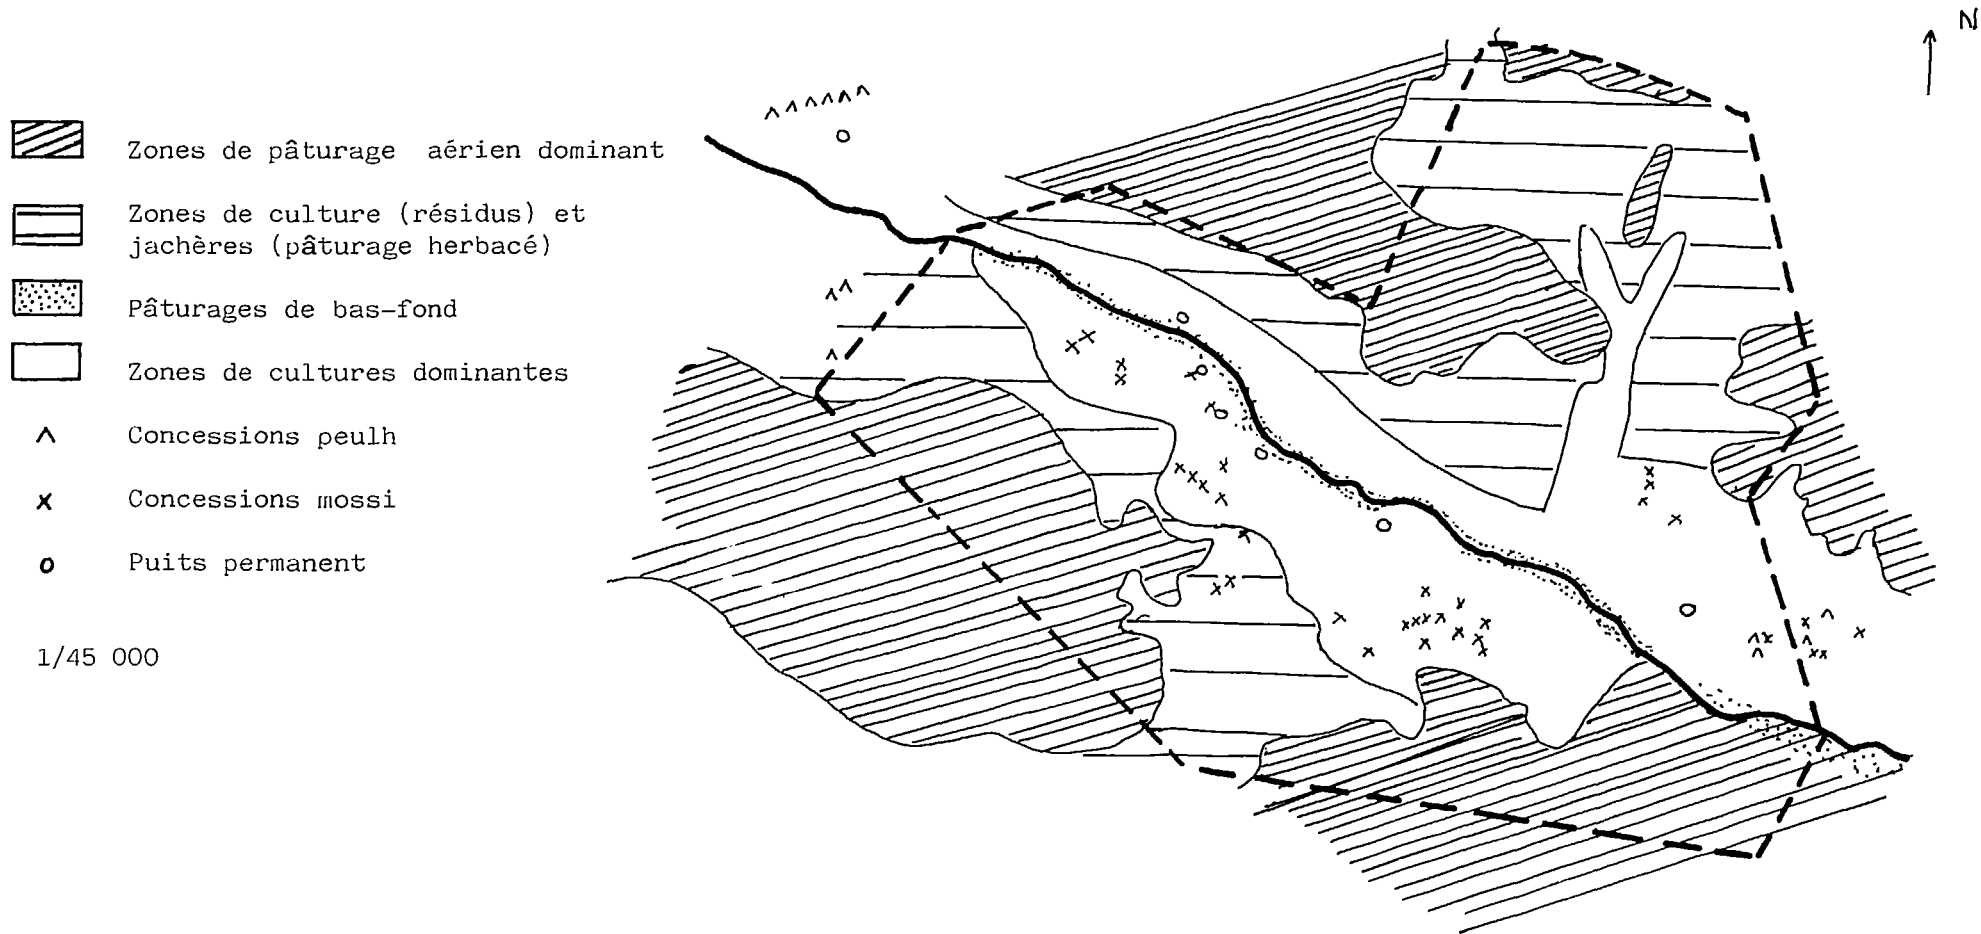 N
Zones de pâturage aérien dominant
Zones de culture (résidus) et
jachères (pâturage herbacé)
Pâturages de bas-fond
Zones de cultures dominantes
Concessions peulh
Concessions mossi
Puits permanent
1/45 000